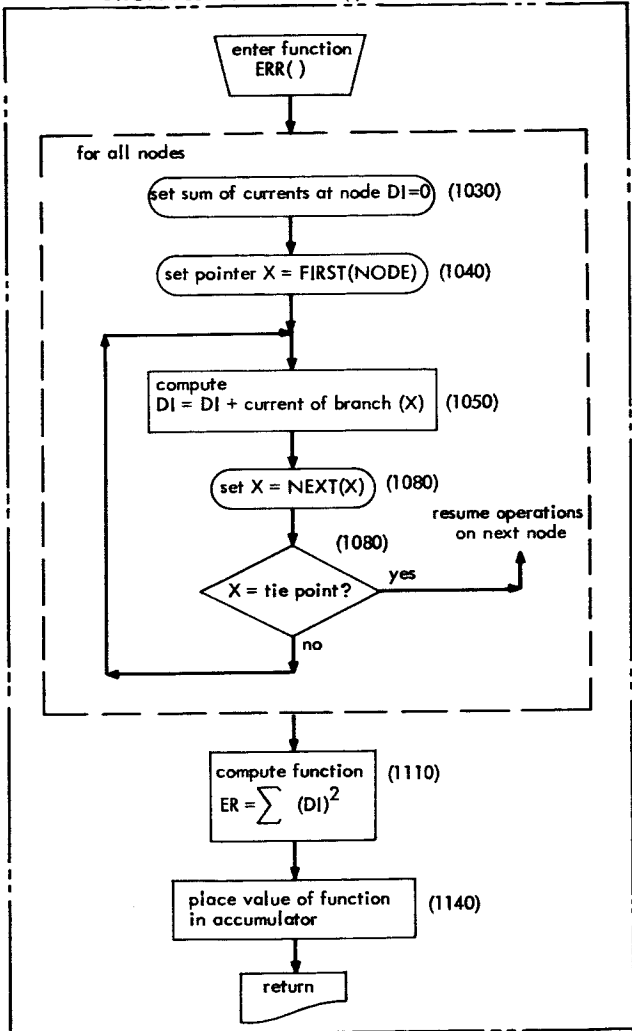 enter function
ERR( )
for all nodes
set sum of currents at node DI=0 (1030)
set pointer X = FIRST(NODE) (1040)
compute
DI = DI + current of branch (X) (1050)
set X = NEXT(X) (1080)
resume operations
on next node
(1080)
X = tie point?
yes
no
compute function (1110)
ER = ∑ (DI)²
place value of function
in accumulator (1140)
return